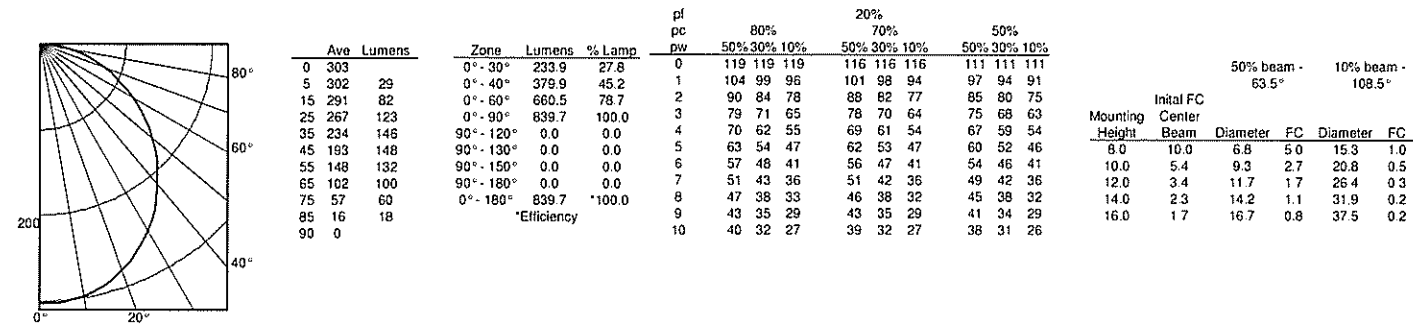 80°
60°
40°
20°
0°
200
Ave Lumens
0 303
5 302 29
15 291 82
25 267 123
35 234 146
45 193 148
55 148 132
65 102 100
75 57 60
85 16 18
90 0
Zone Lumens % Lamp
0°- 30° 233.9 27.8
0°- 40° 379.9 45.2
0°- 60° 660.5 78.7
0°- 90° 839.7 100.0
90°- 120° 0.0 0.0
90°- 130° 0.0 0.0
90°- 150° 0.0 0.0
90°- 180° 0.0 0.0
0°- 180° 839.7 *100.0
*Efficiency
pf 20%
pc 80% 70% 50%
pw 50% 30% 10% 50% 30% 10% 50% 30% 10%
0 119 119 119 116 116 116 111 111 111
1 104 99 96 101 98 94 97 94 91
2 90 84 78 88 82 77 85 80 75
3 79 71 65 78 70 64 75 68 63
4 70 62 55 69 61 54 67 59 54
5 63 54 47 62 53 47 60 52 46
6 57 48 41 56 47 41 54 46 41
7 51 43 36 51 42 36 49 42 36
8 47 38 33 46 38 32 45 38 32
9 43 35 29 43 35 29 41 34 29
10 40 32 27 39 32 27 38 31 26
50% beam - 10% beam -
63.5° 108.5°
Inital FC
Mounting Center
Height Beam Diameter FC Diameter FC
8.0 10.0 6.8 5.0 15.3 1.0
10.0 5.4 9.3 2.7 20.8 0.5
12.0 3.4 11.7 1.7 26.4 0.3
14.0 2.3 14.2 1.1 31.9 0.2
16.0 1.7 16.7 0.8 37.5 0.2